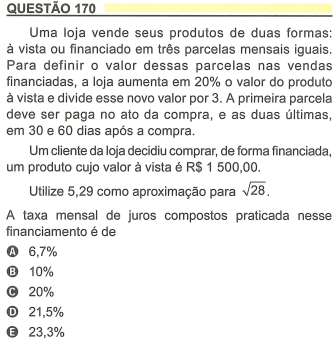 QUESTÃO 170
Uma loja vende seus produtos de duas formas:
à vista ou financiado em três parcelas mensais iguais.
Para definir o valor dessas parcelas nas vendas
financiadas, a loja aumenta em 20% o valor do produto
à vista e divide esse novo valor por 3. A primeira parcela
deve ser paga no ato da compra, e as duas últimas,
em 30 e 60 dias após a compra.
Um cliente da loja decidiu comprar, de forma financiada,
um produto cujo valor à vista é R$ 1 500,00.
Utilize 5,29 como aproximação para √28.
A taxa mensal de juros compostos praticada nesse
financiamento é de
A 6,7%
B 10%
C 20%
D 21,5%
E 23,3%